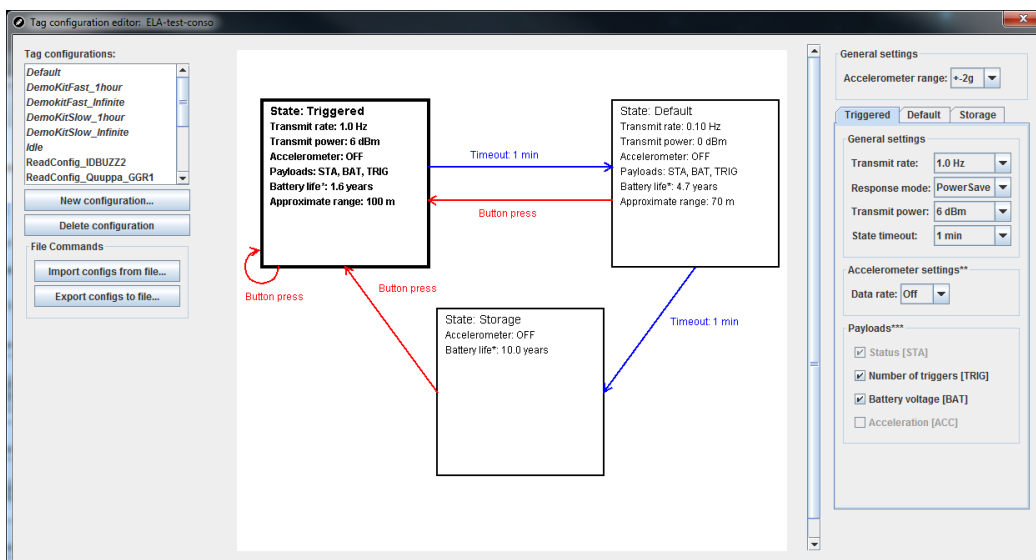 Tag configuration editor: ELA-test-conso
x
Tag configurations:
Default
DemoKitFast_1hour
DemoKitFast_Infinite
DemoKitSlow_1hour
DemoKitSlow_Infinite
Idle
ReadConfig_IDBUZZ2
ReadConfig_Quuppa_GGR1
New configuration...
Delete configuration
File Commands
Import configs from file...
Export configs to file...
State: Triggered
Transmit rate: 1.0 Hz
Transmit power: 6 dBm
Accelerometer: OFF
Payloads: STA, BAT, TRIG
Battery life*: 1.6 years
Approximate range: 100 m
Timeout: 1 min
Button press
State: Default
Transmit rate: 0.10 Hz
Transmit power: 0 dBm
Accelerometer: OFF
Payloads: STA, BAT, TRIG
Battery life*: 4.7 years
Approximate range: 70 m
Button press
Button press
Timeout: 1 min
State: Storage
Accelerometer: OFF
Battery life*: 10.0 years
General settings
Accelerometer range: +-2g
Triggered Default Storage
General settings
Transmit rate: 1.0 Hz
Response mode: PowerSave
Transmit power: 6 dBm
State timeout: 1 min
Accelerometer settings**
Data rate: Off
Payloads***
Status [STA]
Number of triggers [TRIG]
Battery voltage [BAT]
Acceleration [ACC]